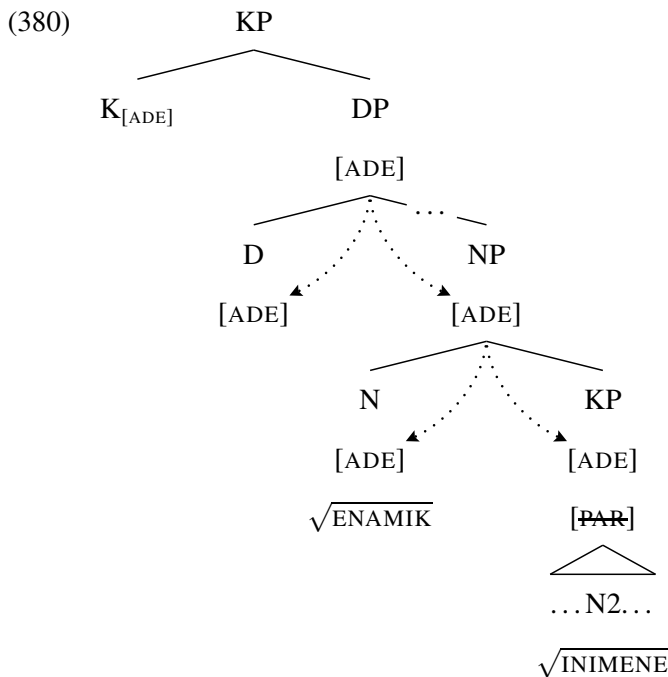 (380) KP
K[ADE] DP
[ADE]
...
D NP
[ADE] [ADE]
N KP
[ADE] [ADE]
√ENAMIK [PAR]
...N2...
√INIMENE